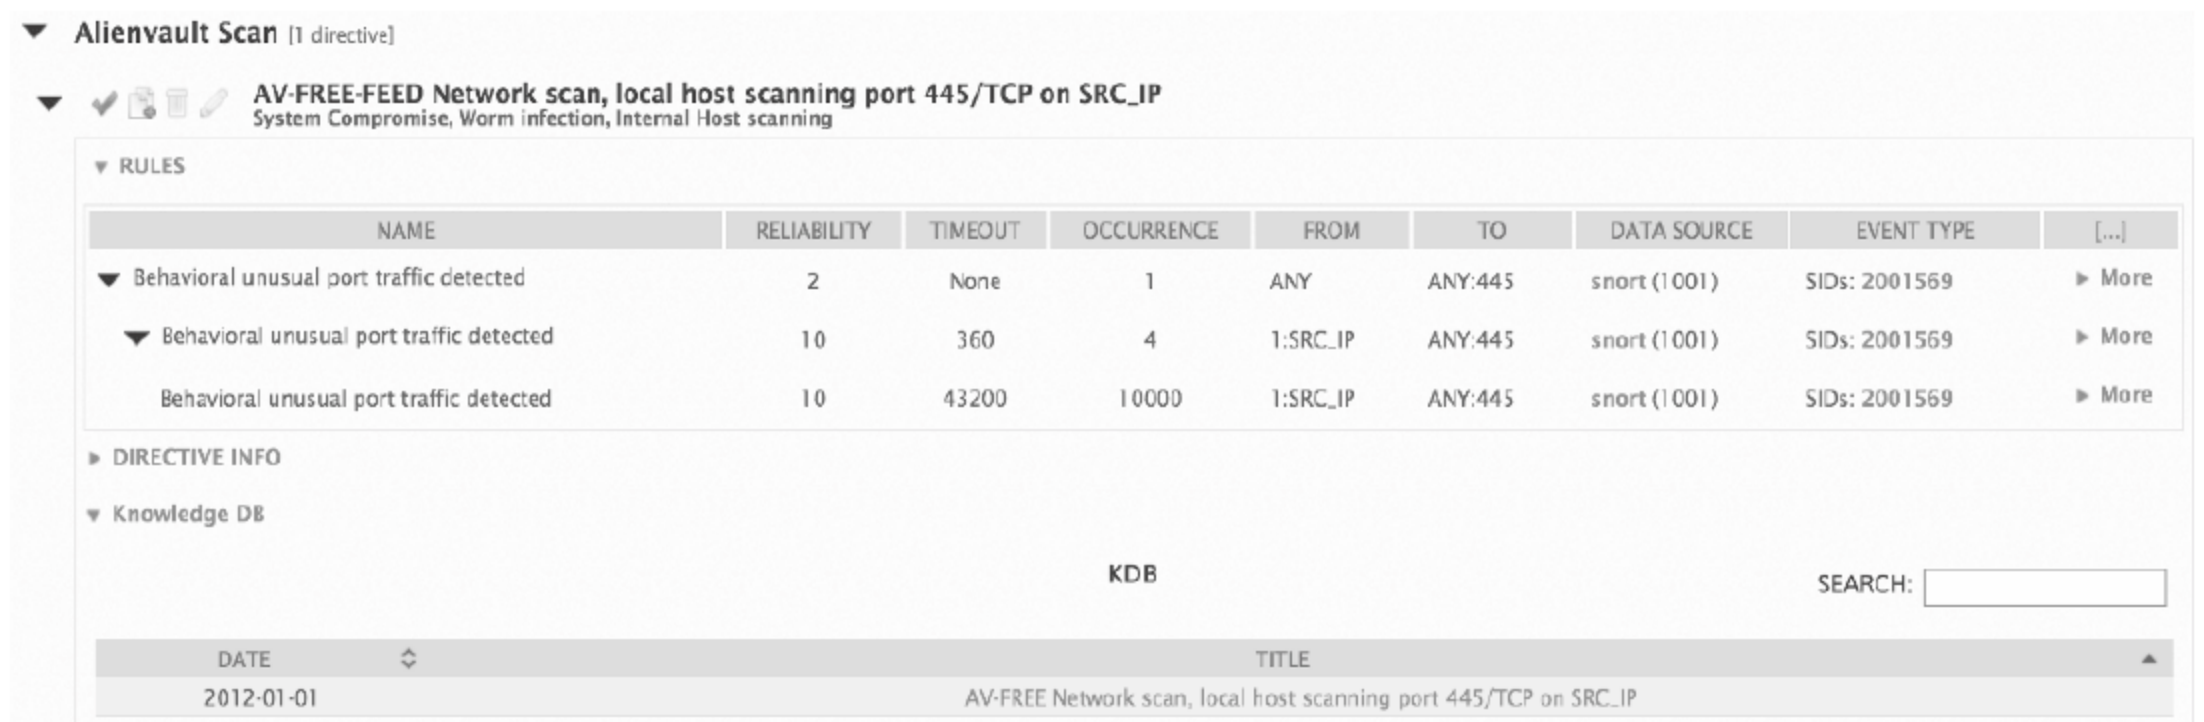 Alienvault Scan [1 directive]
AV-FREE-FEED Network scan, local host scanning port 445/TCP on SRC_IP
System Compromise, Worm infection, Internal Host scanning
RULES
NAME RELIABILITY TIMEOUT OCCURRENCE FROM TO DATA SOURCE EVENT TYPE [...]
Behavioral unusual port traffic detected 2 None 1 ANY ANY:445 snort (1001) SIDs: 2001569 More
Behavioral unusual port traffic detected 10 360 4 1:SRC_IP ANY:445 snort (1001) SIDs: 2001569 More
Behavioral unusual port traffic detected 10 43200 10000 1:SRC_IP ANY:445 snort (1001) SIDs: 2001569 More
DIRECTIVE INFO
Knowledge DB
KDB
SEARCH:
DATE TITLE
2012-01-01 AV-FREE Network scan, local host scanning port 445/TCP on SRC_IP